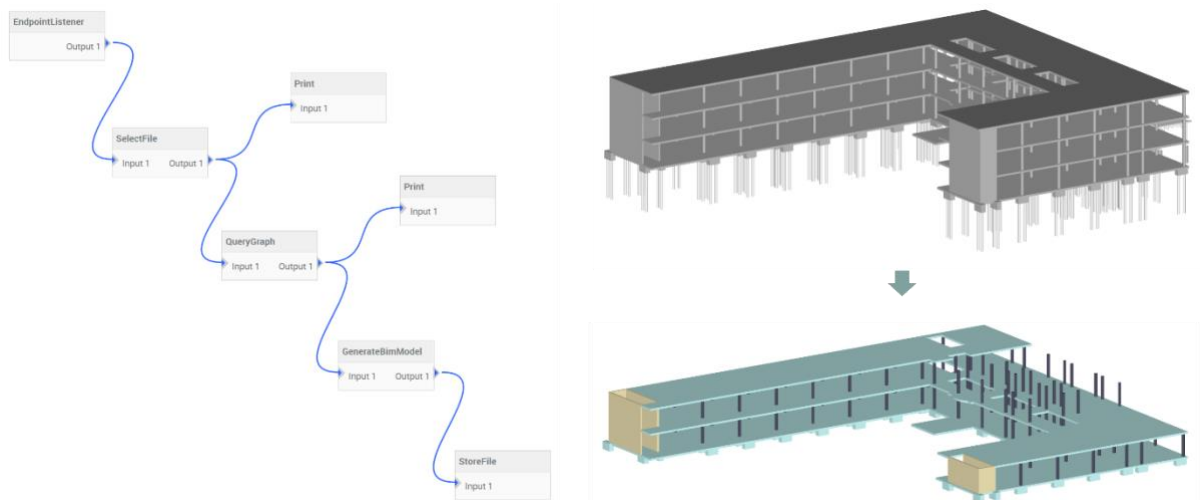 EndpointListener
Output 1
Print
Input 1
SelectFile
Input 1 Output 1
Print
Input 1
QueryGraph
Input 1 Output 1
GenerateBimModel
Input 1 Output 1
StoreFile
Input 1